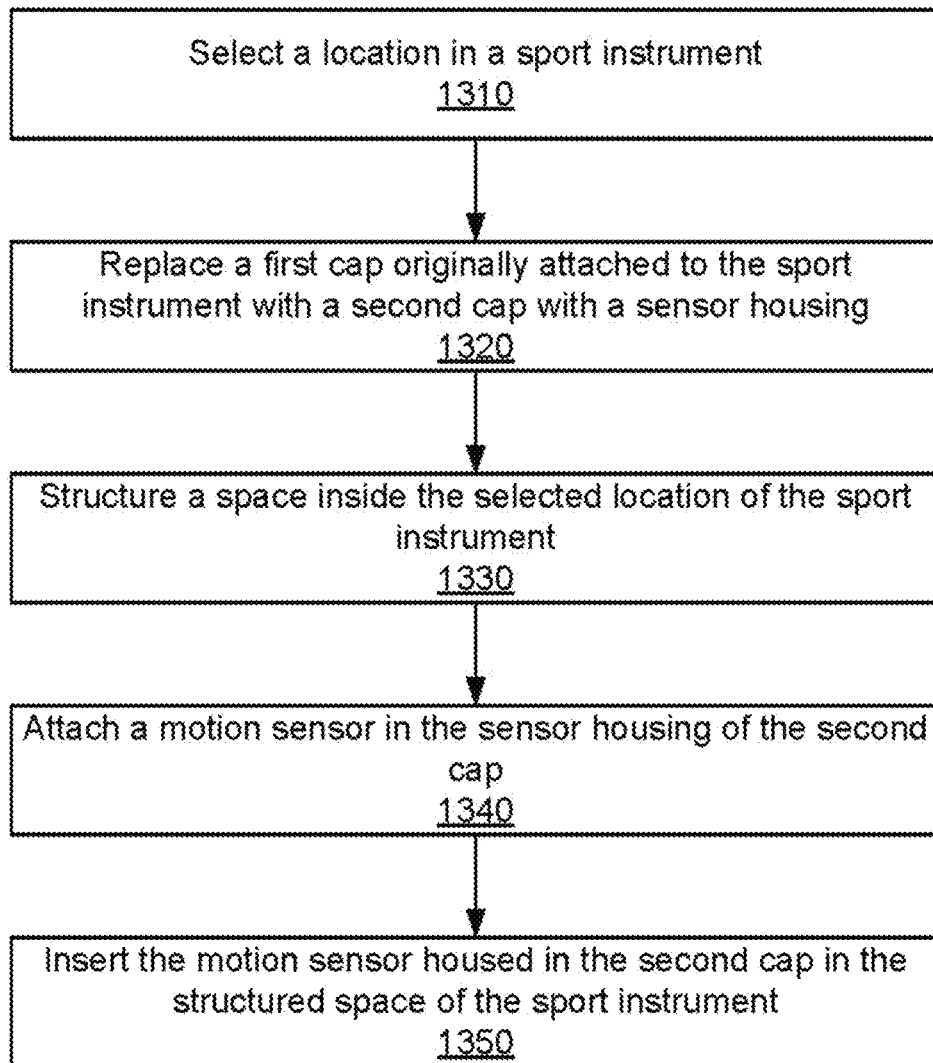 Select a location in a sport instrument
1310
Replace a first cap originally attached to the sport
instrument with a second cap with a sensor housing
1320
Structure a space inside the selected location of the sport
instrument
1330
Attach a motion sensor in the sensor housing of the second
cap
1340
Insert the motion sensor housed in the second cap in the
structured space of the sport instrument
1350